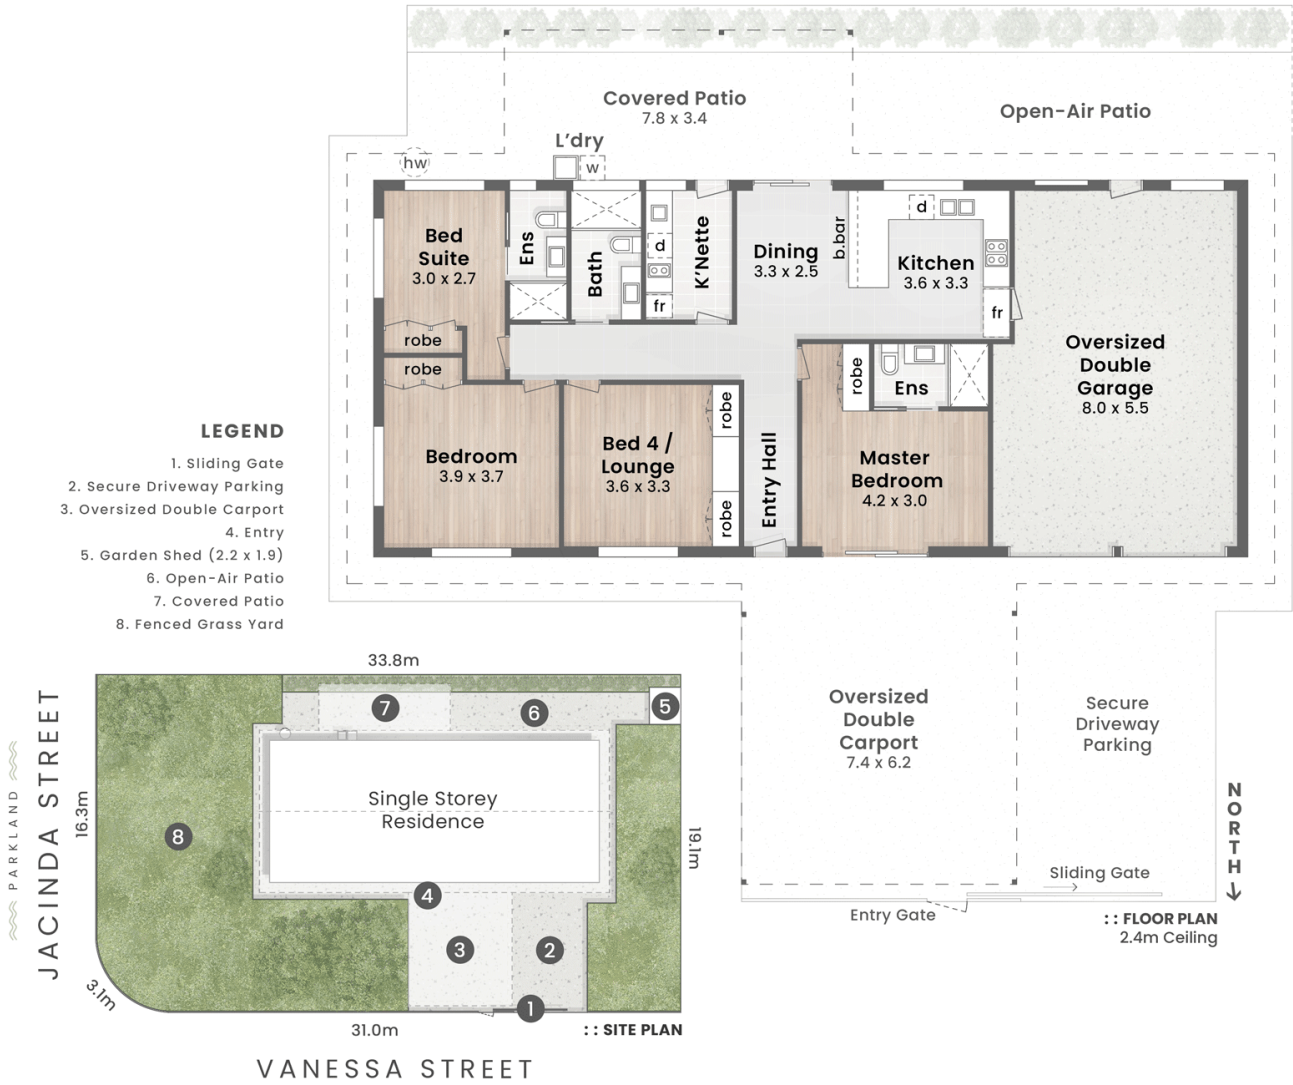 Covered Patio
7.8 x 3.4
Open-Air Patio
L'dry
hw
w
Bed
Suite
3.0 x 2.7
Ens
Bath
d
fr
K'Nette
Dining
3.3 x 2.5
b.bar
d
Kitchen
3.6 x 3.3
fr
robe
robe
Oversized
Double
Garage
8.0 x 5.5
robe
Ens
robe
Bedroom
3.9 x 3.7
Bed 4 /
Lounge
3.6 x 3.3
robe
Entry Hall
Master
Bedroom
4.2 x 3.0
LEGEND
1. Sliding Gate
2. Secure Driveway Parking
3. Oversized Double Carport
4. Entry
5. Garden Shed (2.2 x 1.9)
6. Open-Air Patio
7. Covered Patio
8. Fenced Grass Yard
Oversized
Double
Carport
7.4 x 6.2
Secure
Driveway
Parking
Sliding Gate
Entry Gate
NORTH
:: FLOOR PLAN
2.4m Ceiling
33.8m
7
6
5
Single Storey
Residence
8
4
3
2
1
16.3m
19.1m
3.1m
31.0m
:: SITE PLAN
PARKLAND
JACINDA STREET
VANESSA STREET